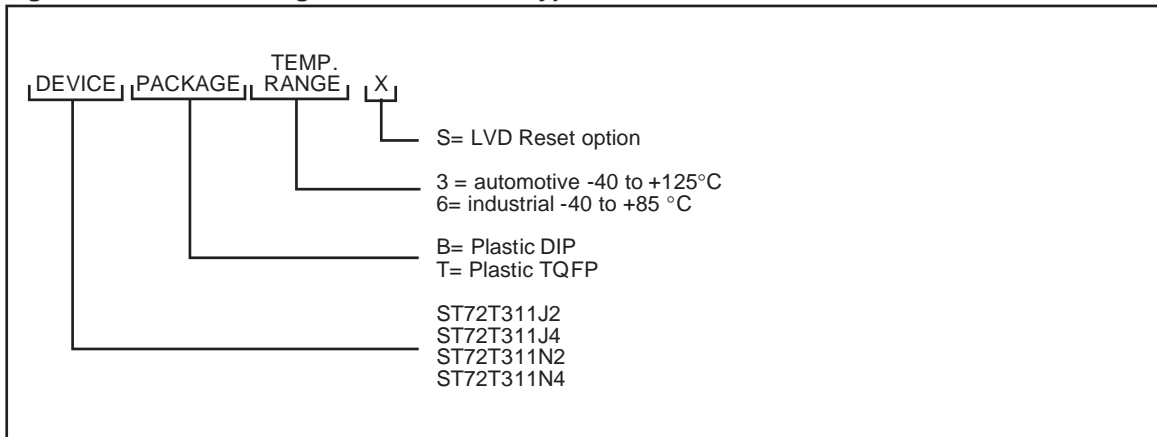 TEMP.
DEVICE PACKAGE RANGE X
S= LVD Reset option
3 = automotive -40 to +125°C
6= industrial -40 to +85 °C
B= Plastic DIP
T= Plastic TQFP
ST72T311J2
ST72T311J4
ST72T311N2
ST72T311N4